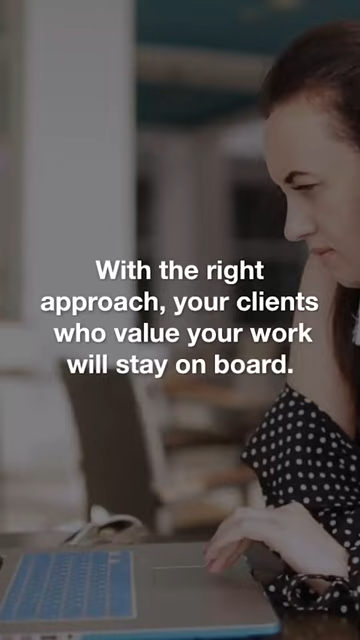 With the right
approach, your clients
who value your work
will stay on board.